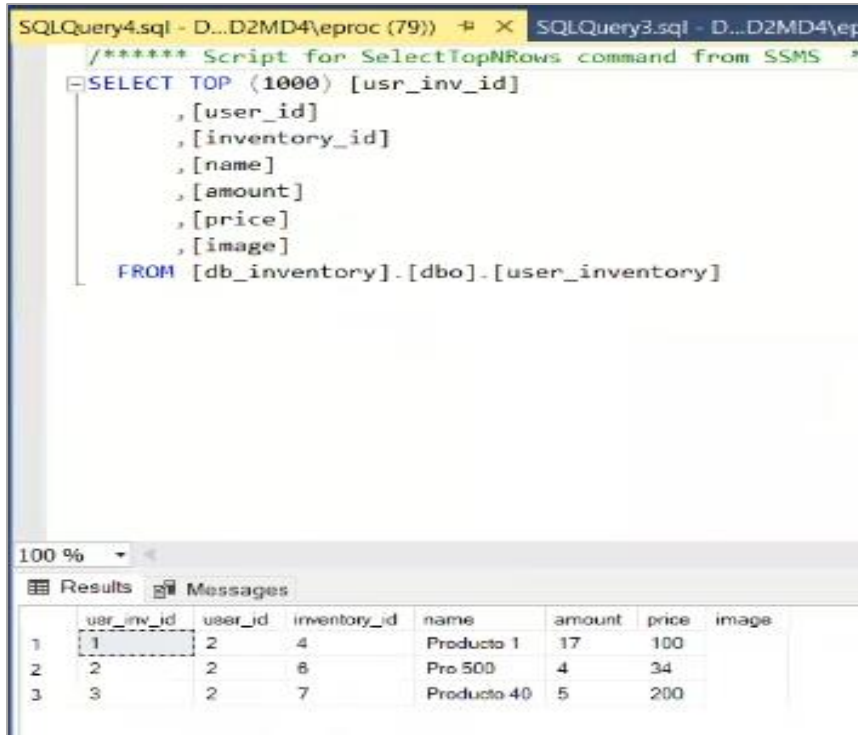 SQLQuery4.sql - D...D2MD4\eproc (79)) SQLQuery3.sql - D...D2MD4\ep
/****** Script for SelectTopNRows command from SSMS *
SELECT TOP (1000) [usr_inv_id]
,[user_id]
,[inventory_id]
,[name]
,[amount]
,[price]
,[image]
FROM [db_inventory].[dbo].[user_inventory]
100 %
Results Messages
usr_inv_id user_id inventory_id name amount price image
1 1 2 4 Producto 1 17 100
2 2 2 6 Pro 500 4 34
3 3 2 7 Producto 40 5 200